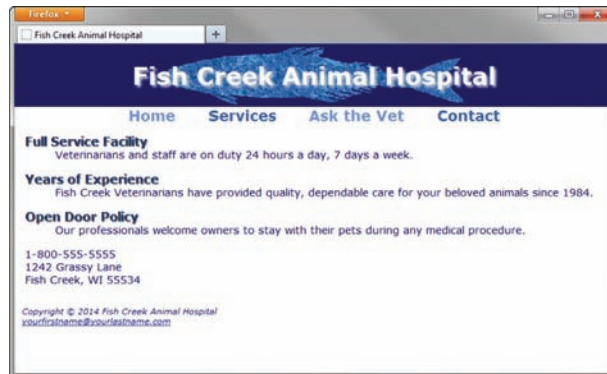 Firefox
Fish Creek Animal Hospital +
Fish Creek Animal Hospital
Home Services Ask the Vet Contact
Full Service Facility
Veterinarians and staff are on duty 24 hours a day, 7 days a week.
Years of Experience
Fish Creek Veterinarians have provided quality, dependable care for your beloved animals since 1984.
Open Door Policy
Our professionals welcome owners to stay with their pets during any medical procedure.
1-800-555-5555
1242 Grassy Lane
Fish Creek, WI 55534
Copyright © 2014 Fish Creek Animal Hospital
yourfirstname@yourlastname.com